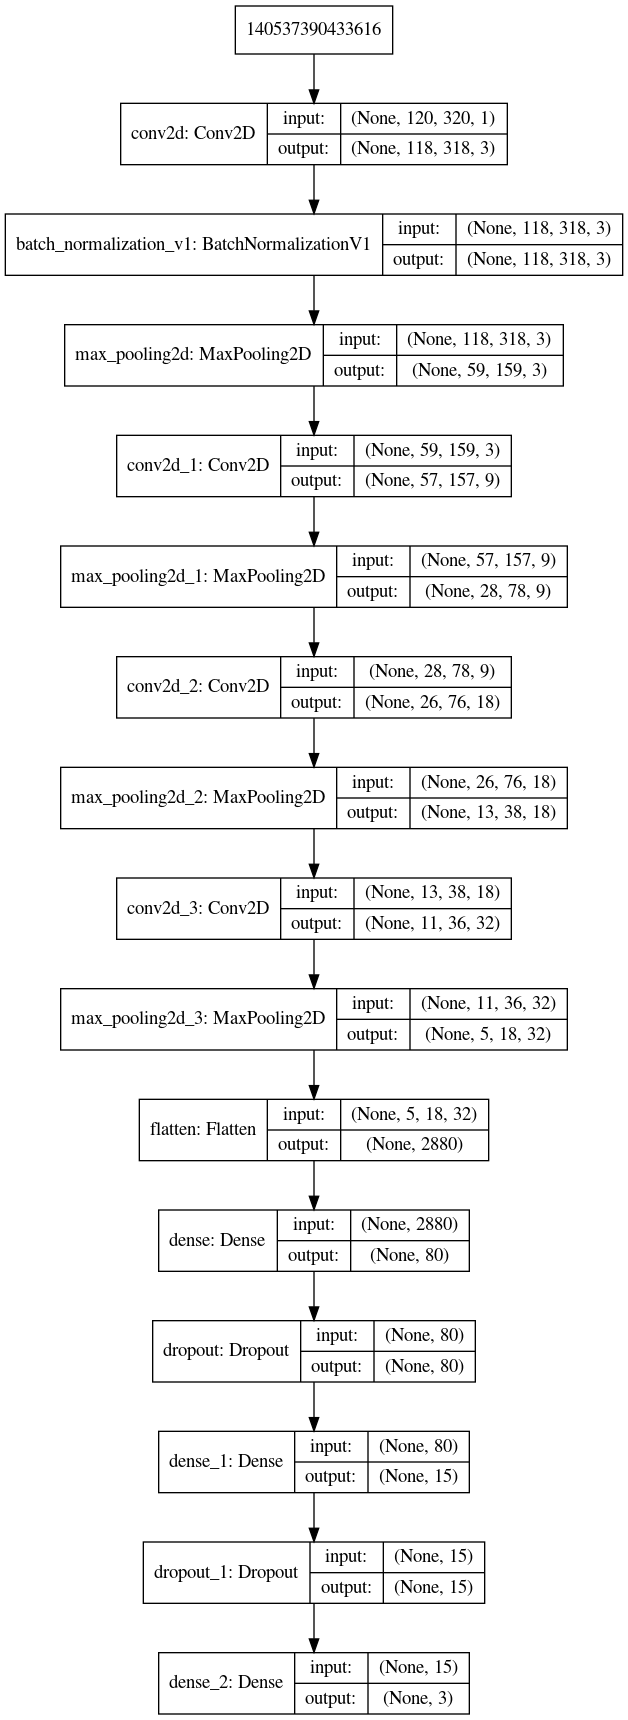 140537390433616
conv2d: Conv2D
input:
(None, 120, 320, 1)
output:
(None, 118, 318, 3)
batch_normalization_v1: BatchNormalizationV1
input:
(None, 118, 318, 3)
output:
(None, 118, 318, 3)
max_pooling2d: MaxPooling2D
input:
(None, 118, 318, 3)
output:
(None, 59, 159, 3)
conv2d_1: Conv2D
input:
(None, 59, 159, 3)
output:
(None, 57, 157, 9)
max_pooling2d_1: MaxPooling2D
input:
(None, 57, 157, 9)
output:
(None, 28, 78, 9)
conv2d_2: Conv2D
input:
(None, 28, 78, 9)
output:
(None, 26, 76, 18)
max_pooling2d_2: MaxPooling2D
input:
(None, 26, 76, 18)
output:
(None, 13, 38, 18)
conv2d_3: Conv2D
input:
(None, 13, 38, 18)
output:
(None, 11, 36, 32)
max_pooling2d_3: MaxPooling2D
input:
(None, 11, 36, 32)
output:
(None, 5, 18, 32)
flatten: Flatten
input:
(None, 5, 18, 32)
output:
(None, 2880)
dense: Dense
input:
(None, 2880)
output:
(None, 80)
dropout: Dropout
input:
(None, 80)
output:
(None, 80)
dense_1: Dense
input:
(None, 80)
output:
(None, 15)
dropout_1: Dropout
input:
(None, 15)
output:
(None, 15)
dense_2: Dense
input:
(None, 15)
output:
(None, 3)